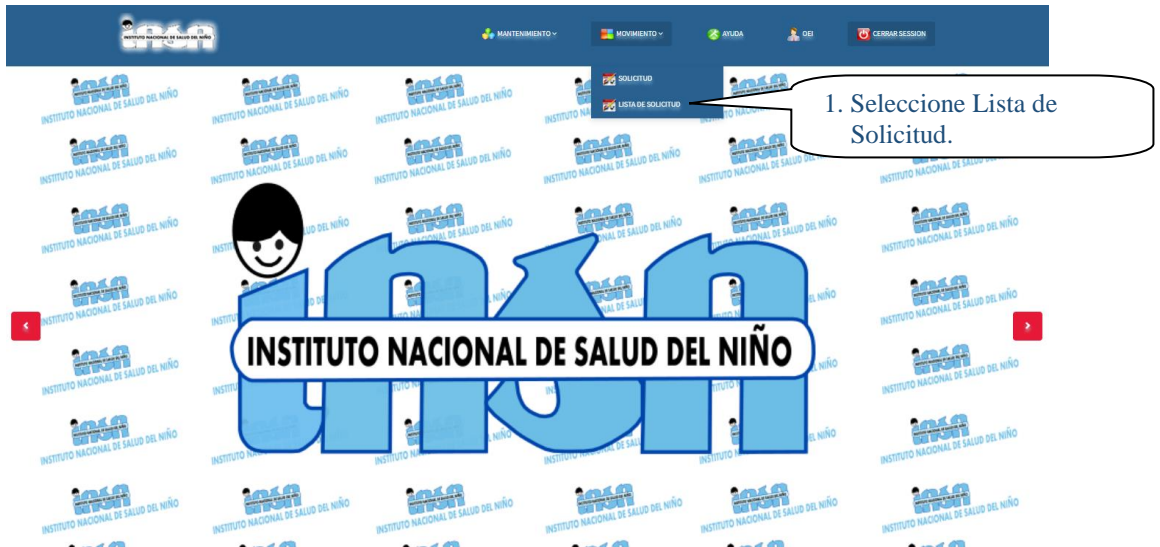 INSTITUTO NACIONAL DE SALUD DEL NIÑO
MANTENIMIENTO
MOVIMIENTO
AYUDA
OEI
CERRAR SESSION
SOLICITUD
LISTA DE SOLICITUD
1. Seleccione Lista de
Solicitud.
insn
INSTITUTO NACIONAL DE SALUD DEL NIÑO